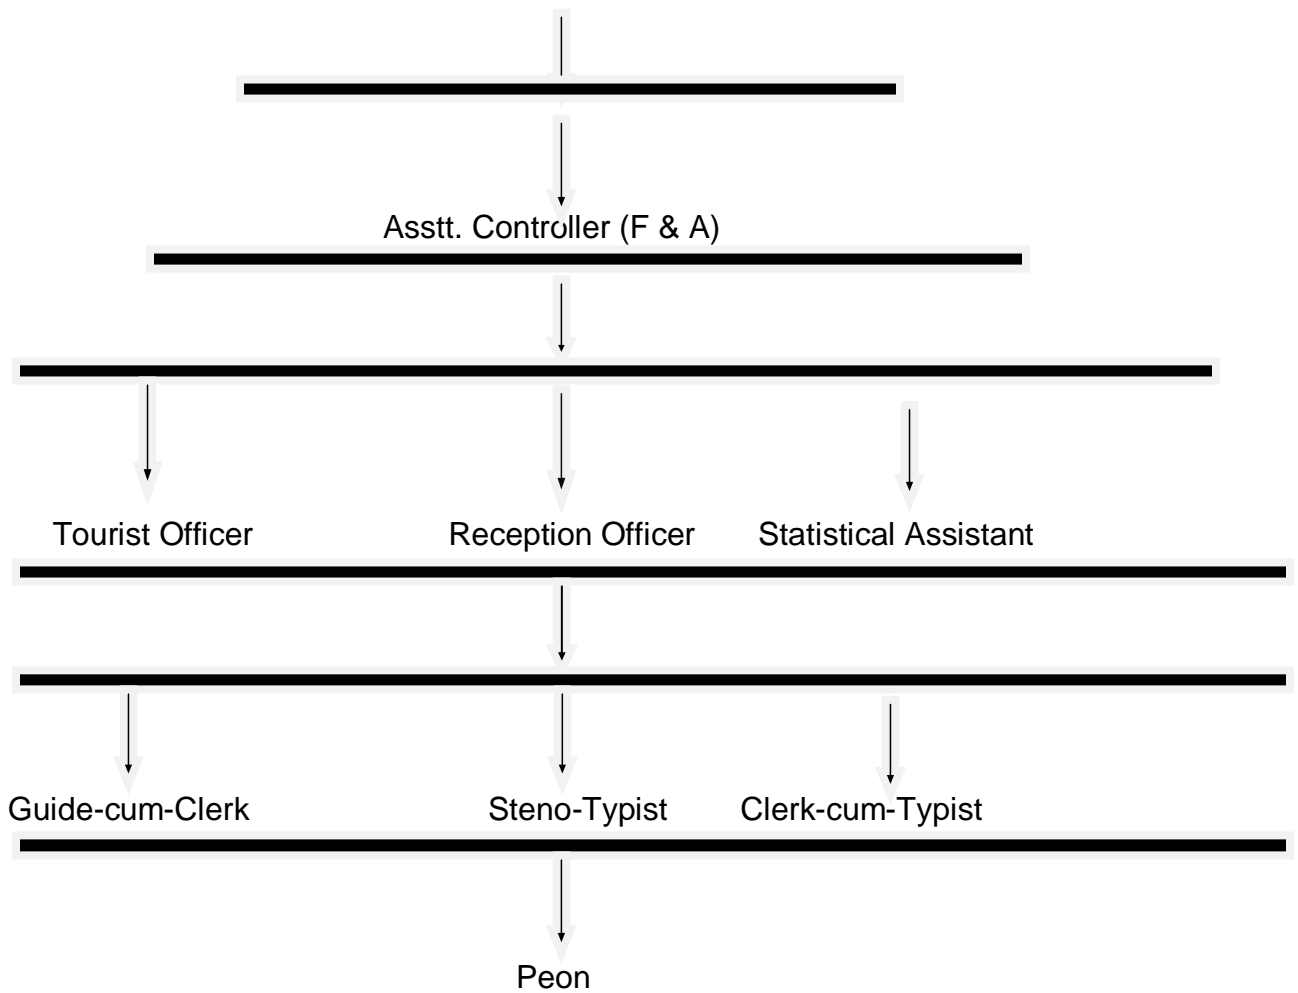 Asstt. Controller (F & A)
Tourist Officer Reception Officer Statistical Assistant
Guide-cum-Clerk Steno-Typist Clerk-cum-Typist
Peon